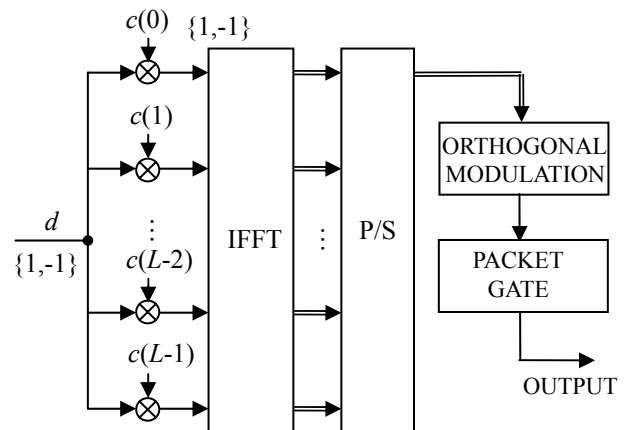 c(0)
{1,-1}
c(1)
ORTHOGONAL
MODULATION
d
{1,-1}
⋮
IFFT
⋮
P/S
c(L-2)
PACKET
GATE
c(L-1)
OUTPUT